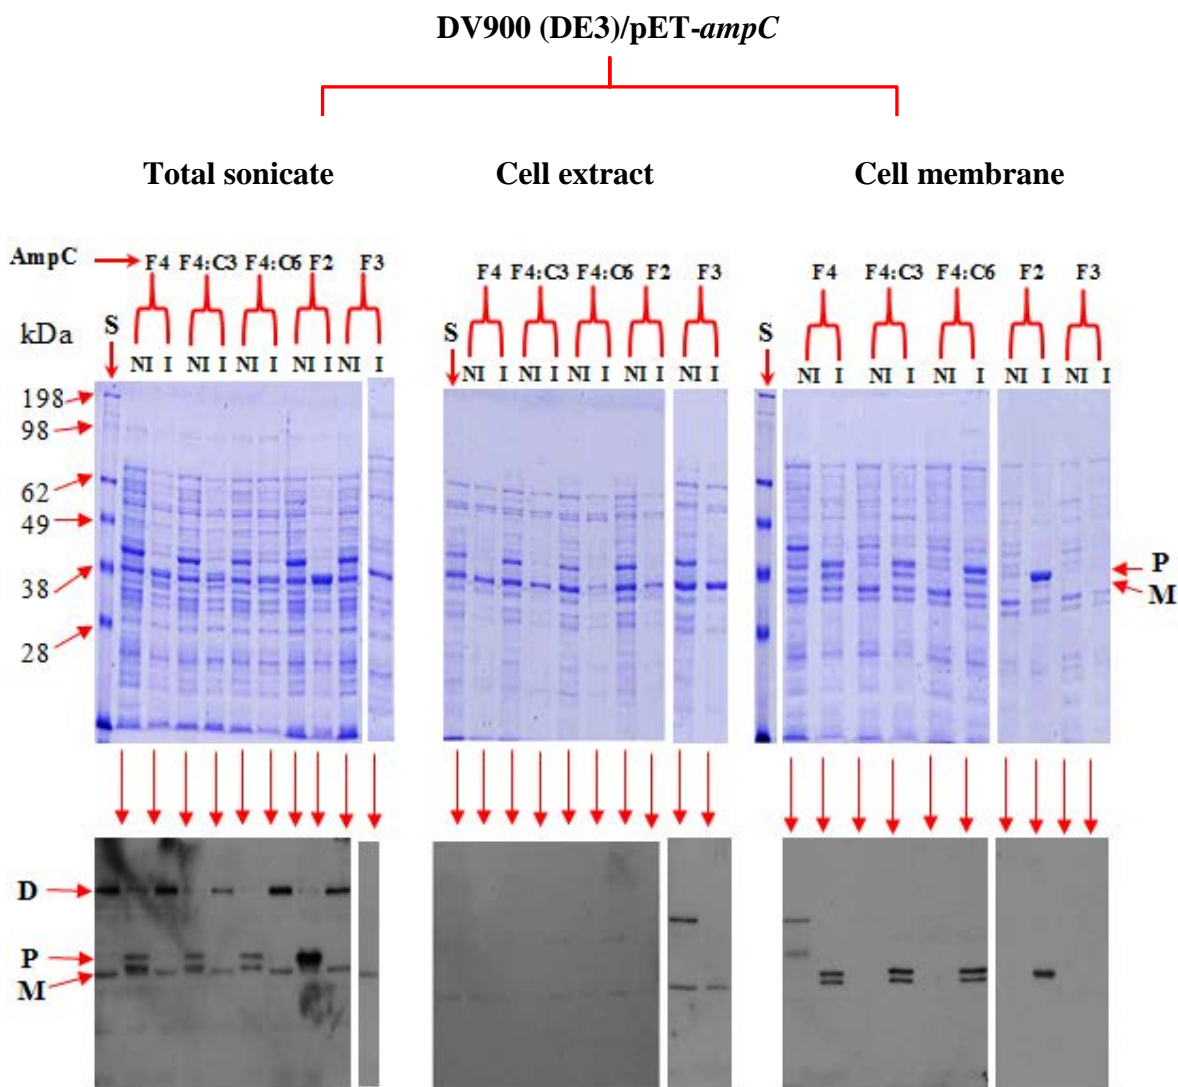 DV900 (DE3)/pET-ampC
Total sonicate
Cell extract
Cell membrane
AmpC F4 F4:C3 F4:C6 F2 F3
F4 F4:C3 F4:C6 F2 F3
F4 F4:C3 F4:C6 F2 F3
kDa S
S
S
NI I NI I NI I NI I NI I
NI I NI I NI I NI I NI I
NI I NI I NI I NI I NI I
198
98
62
49
38
28
P
M
D
P
M